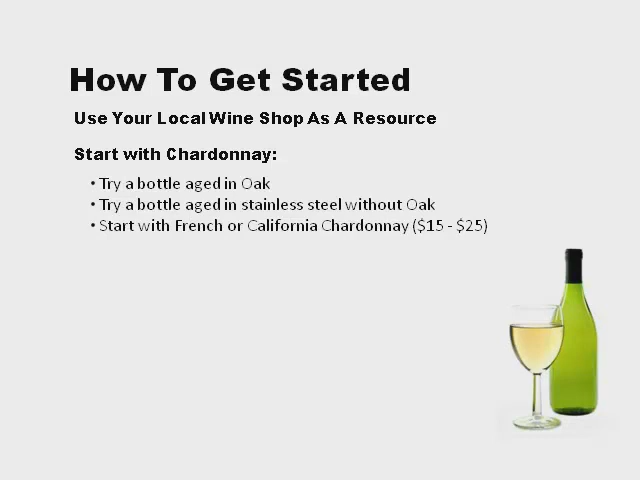 How To Get Started
Use Your Local Wine Shop As A Resource
Start with Chardonnay:
• Try a bottle aged in Oak
• Try a bottle aged in stainless steel without Oak
• Start with French or California Chardonnay ($15 - $25)